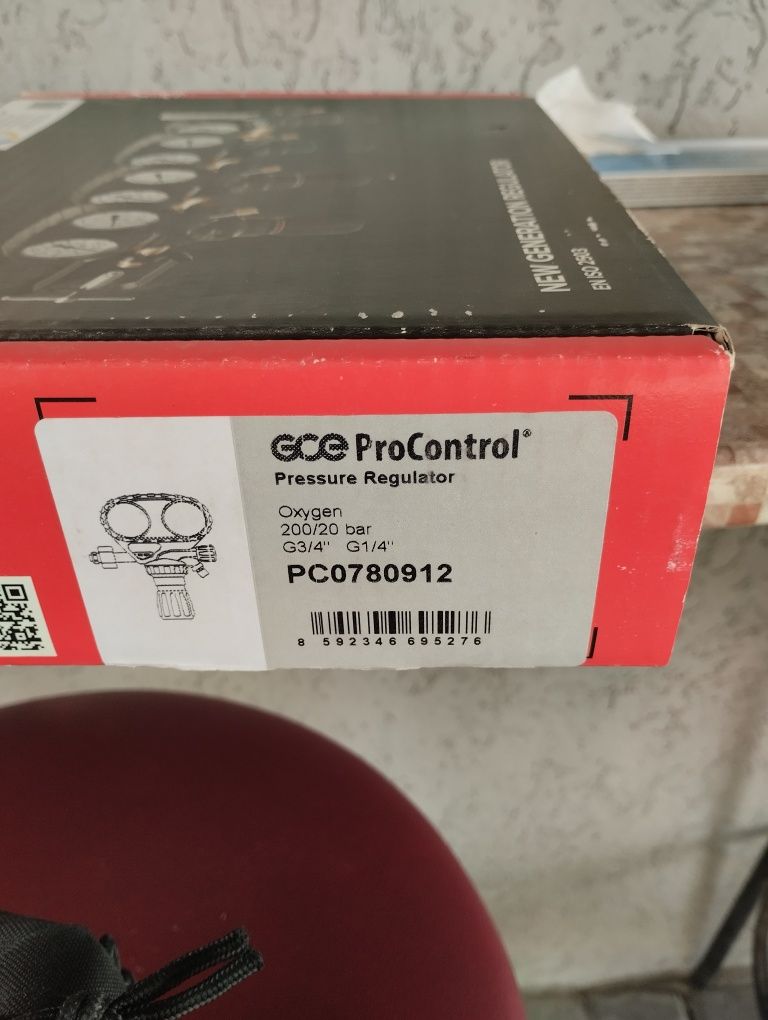 NEW GENERATION REGULATOR
EN ISO 2503
GCE ProControl®
Pressure Regulator
Oxygen
200/20 bar
G3/4" G1/4"
PC0780912
8 592346 695276